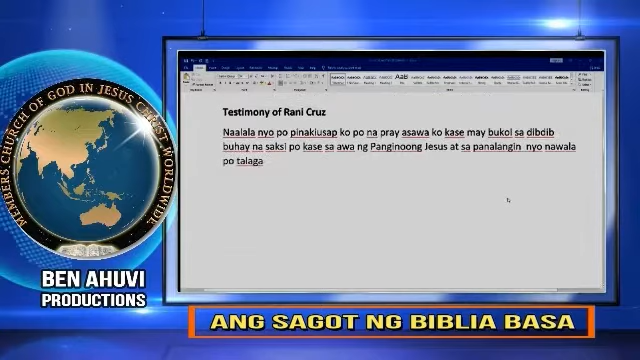 MEMBERS CHURCH OF GOD IN JESUS CHRIST WORLDWIDE
BEN AHUVI
PRODUCTIONS
Testimony of Rani Cruz
Naalala nyo po pinakiusap ko po na pray asawa ko kase may bukol sa dibdib
buhay na saksi po kase sa awa ng Panginoong Jesus at sa panalangin nyo nawala
po talaga
ANG SAGOT NG BIBLIA BASA